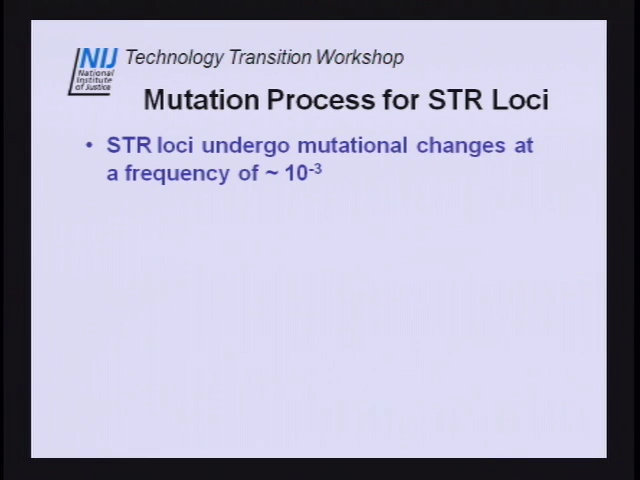 NIJ
National
Institute
of Justice
Technology Transition Workshop
Mutation Process for STR Loci
• STR loci undergo mutational changes at
a frequency of ~ 10⁻³